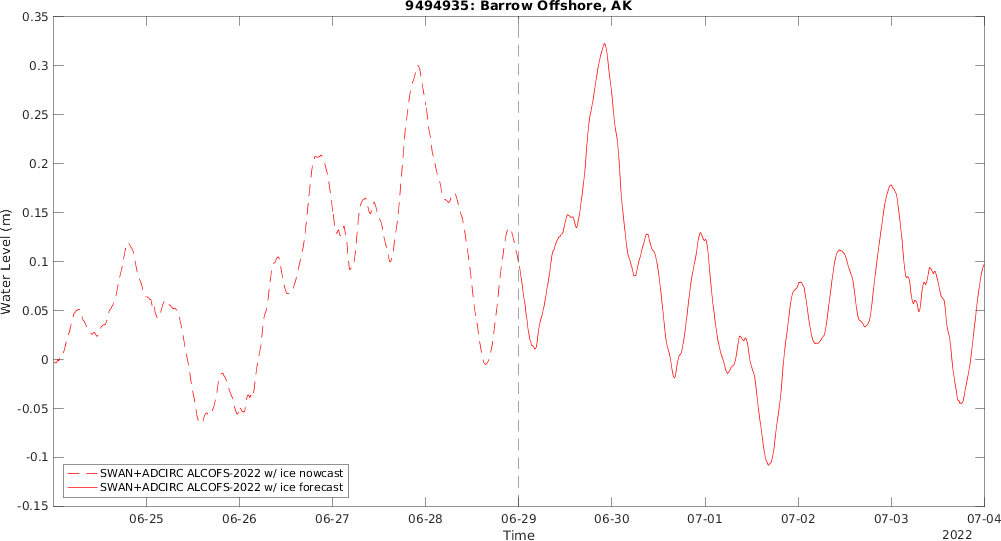 9494935: Barrow Offshore, AK
0.35
0.3
0.25
0.2
0.15
0.1
0.05
0
-0.05
-0.1
-0.15
Water Level (m)
SWAN+ADCIRC ALCOFS-2022 w/ ice nowcast
SWAN+ADCIRC ALCOFS-2022 w/ ice forecast
06-25 06-26 06-27 06-28 06-29 06-30 07-01 07-02 07-03 07-04
Time
2022